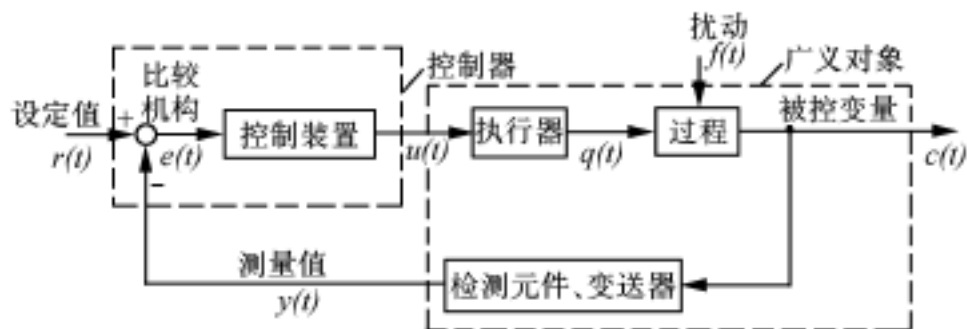 扰动
f(t)
广义对象
比较
机构
控制器
设定值
+
r(t)
e(t)
控制装置
u(t)
执行器
q(t)
过程
被控变量
c(t)
-
测量值
y(t)
检测元件、变送器